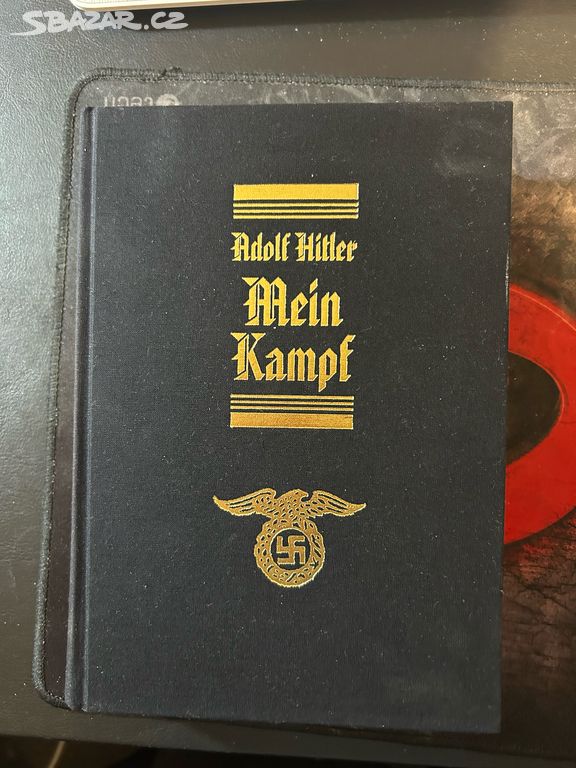 SBAZAR.CZ
Adolf Hitler
Mein
Kampf